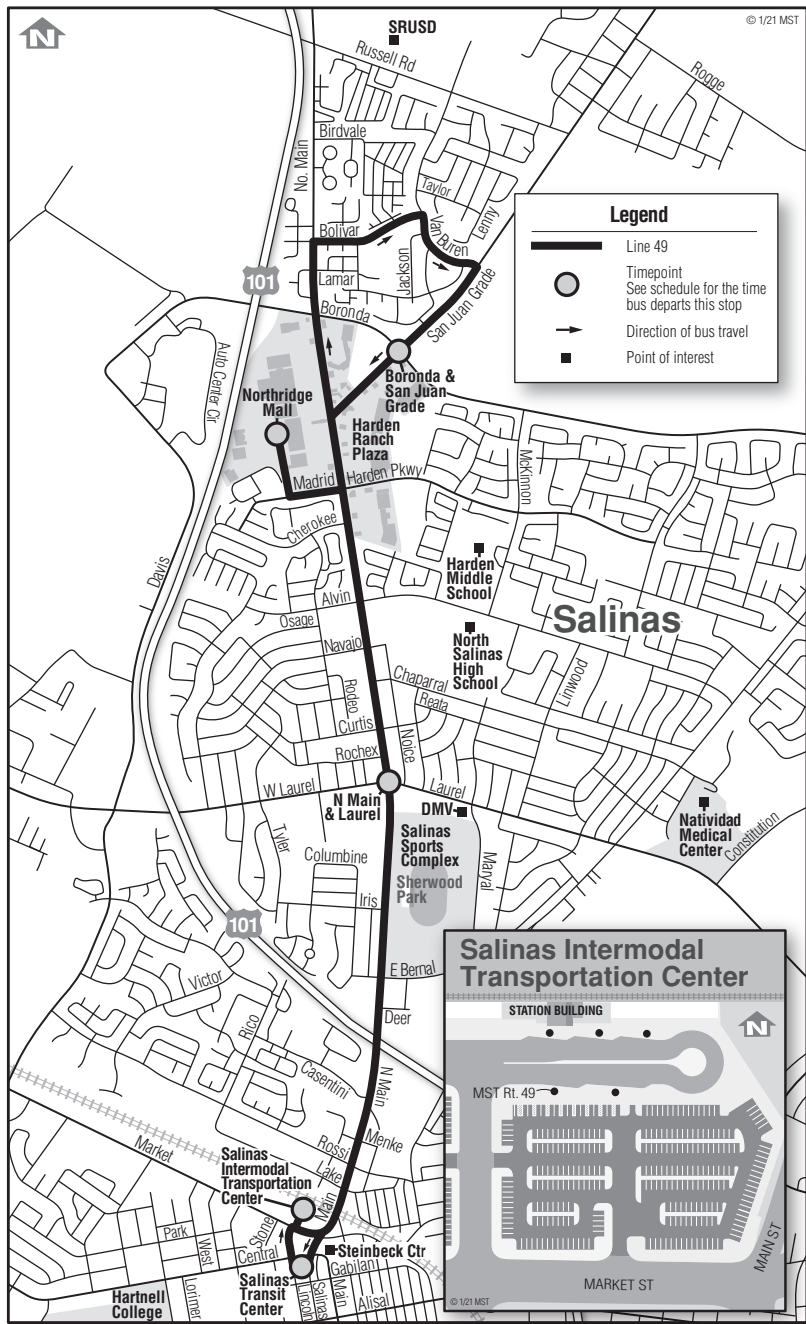 N
© 1/21 MST
SRUSD
Russell Rd
Rogge
Birdvale
No. Main
Taylor
Lenny
Van Buren
Bolivar
Jackson
Lamar
San Juan Grade
Boronda
101
Legend
Line 49
Timepoint
See schedule for the time
bus departs this stop
Direction of bus travel
Point of interest
Auto Center Cir
Northridge
Mall
Boronda &
San Juan
Grade
Harden
Ranch
Plaza
Madrid
Harden Pkwy
McKinnon
Cherokee
Davis
Harden
Middle
School
Alvin
Osage
Salinas
Navajo
North
Salinas
High
School
Chaparral
Reata
Linwood
Rodeo
Curtis
Noice
Rochex
W Laurel
N Main
& Laurel
Laurel
DMV
Natividad
Medical
Center
Constitution
Tyler
Columbine
Salinas
Sports
Complex
Sherwood
Park
Maryal
Iris
101
E Bernal
Victor
Deer
Rico
Casentini
N Main
Menke
Rossi
Lake
Market
Salinas
Intermodal
Transportation
Center
Main
Stone
Park
West
Central
Steinbeck Ctr
Gabilan
Salinas
Transit
Center
Lincoln
Salinas
Main
Alisal
Hartnell
College
Lorimer
Salinas Intermodal
Transportation Center
STATION BUILDING
N
MST Rt. 49
MAIN ST
MARKET ST
© 1/21 MST